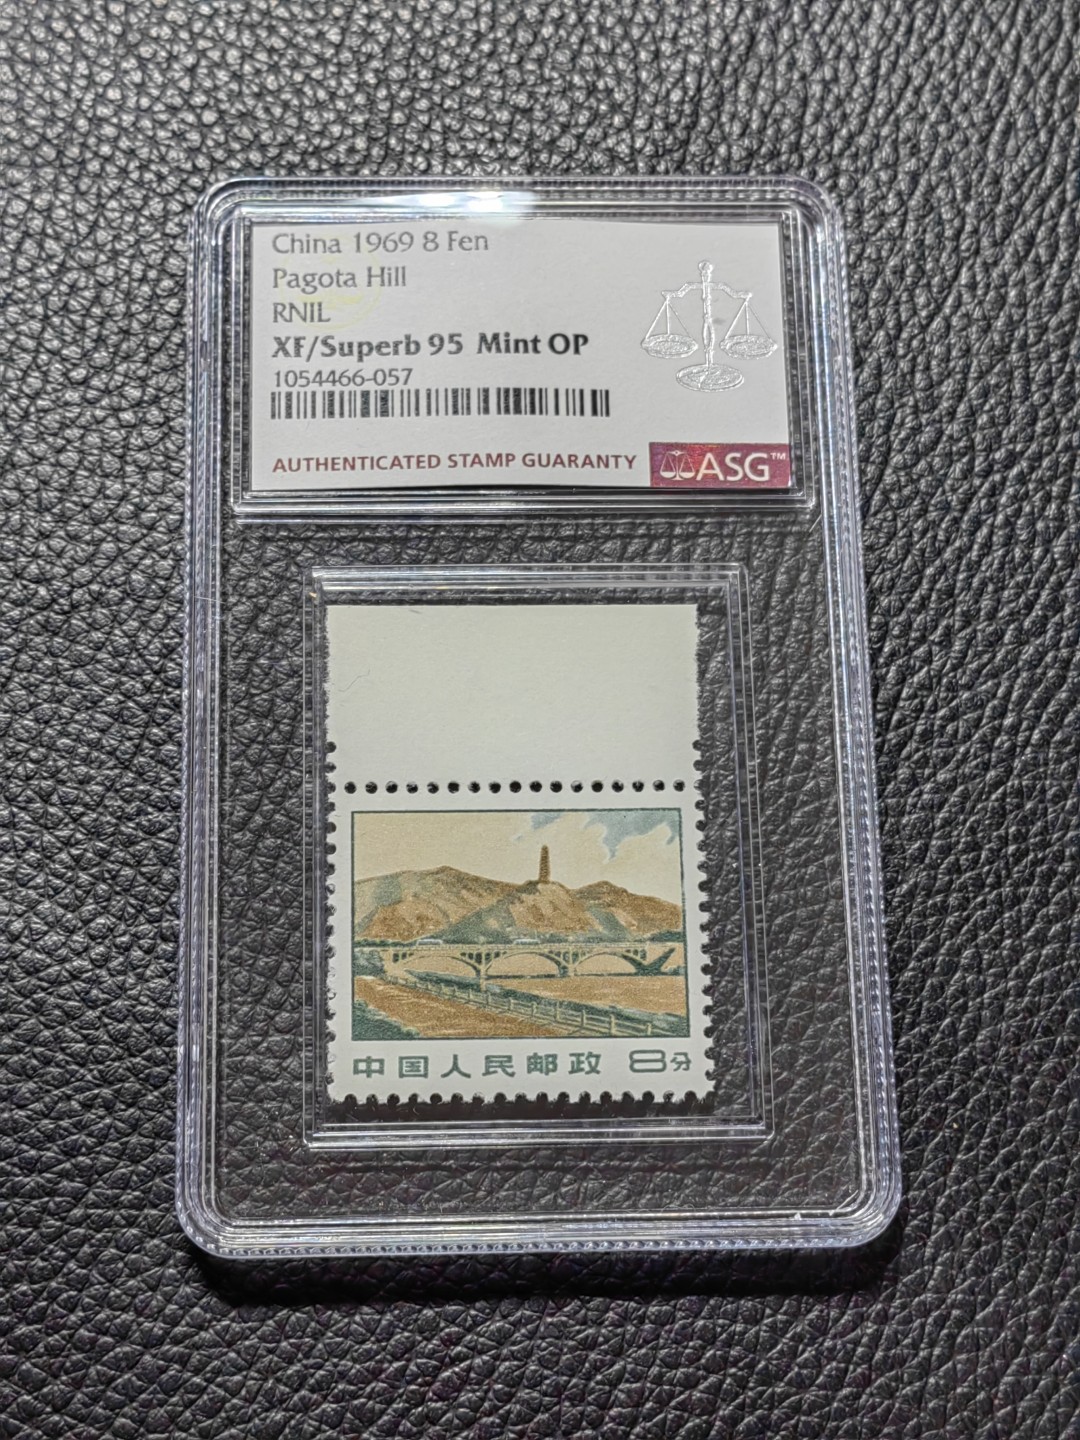 China 1969 8 Fen
Pagota Hill
RNIL
XF/Superb 95 Mint OP
1054466-057
AUTHENTICATED STAMP GUARANTY
ASG™
中国人民邮政 8分